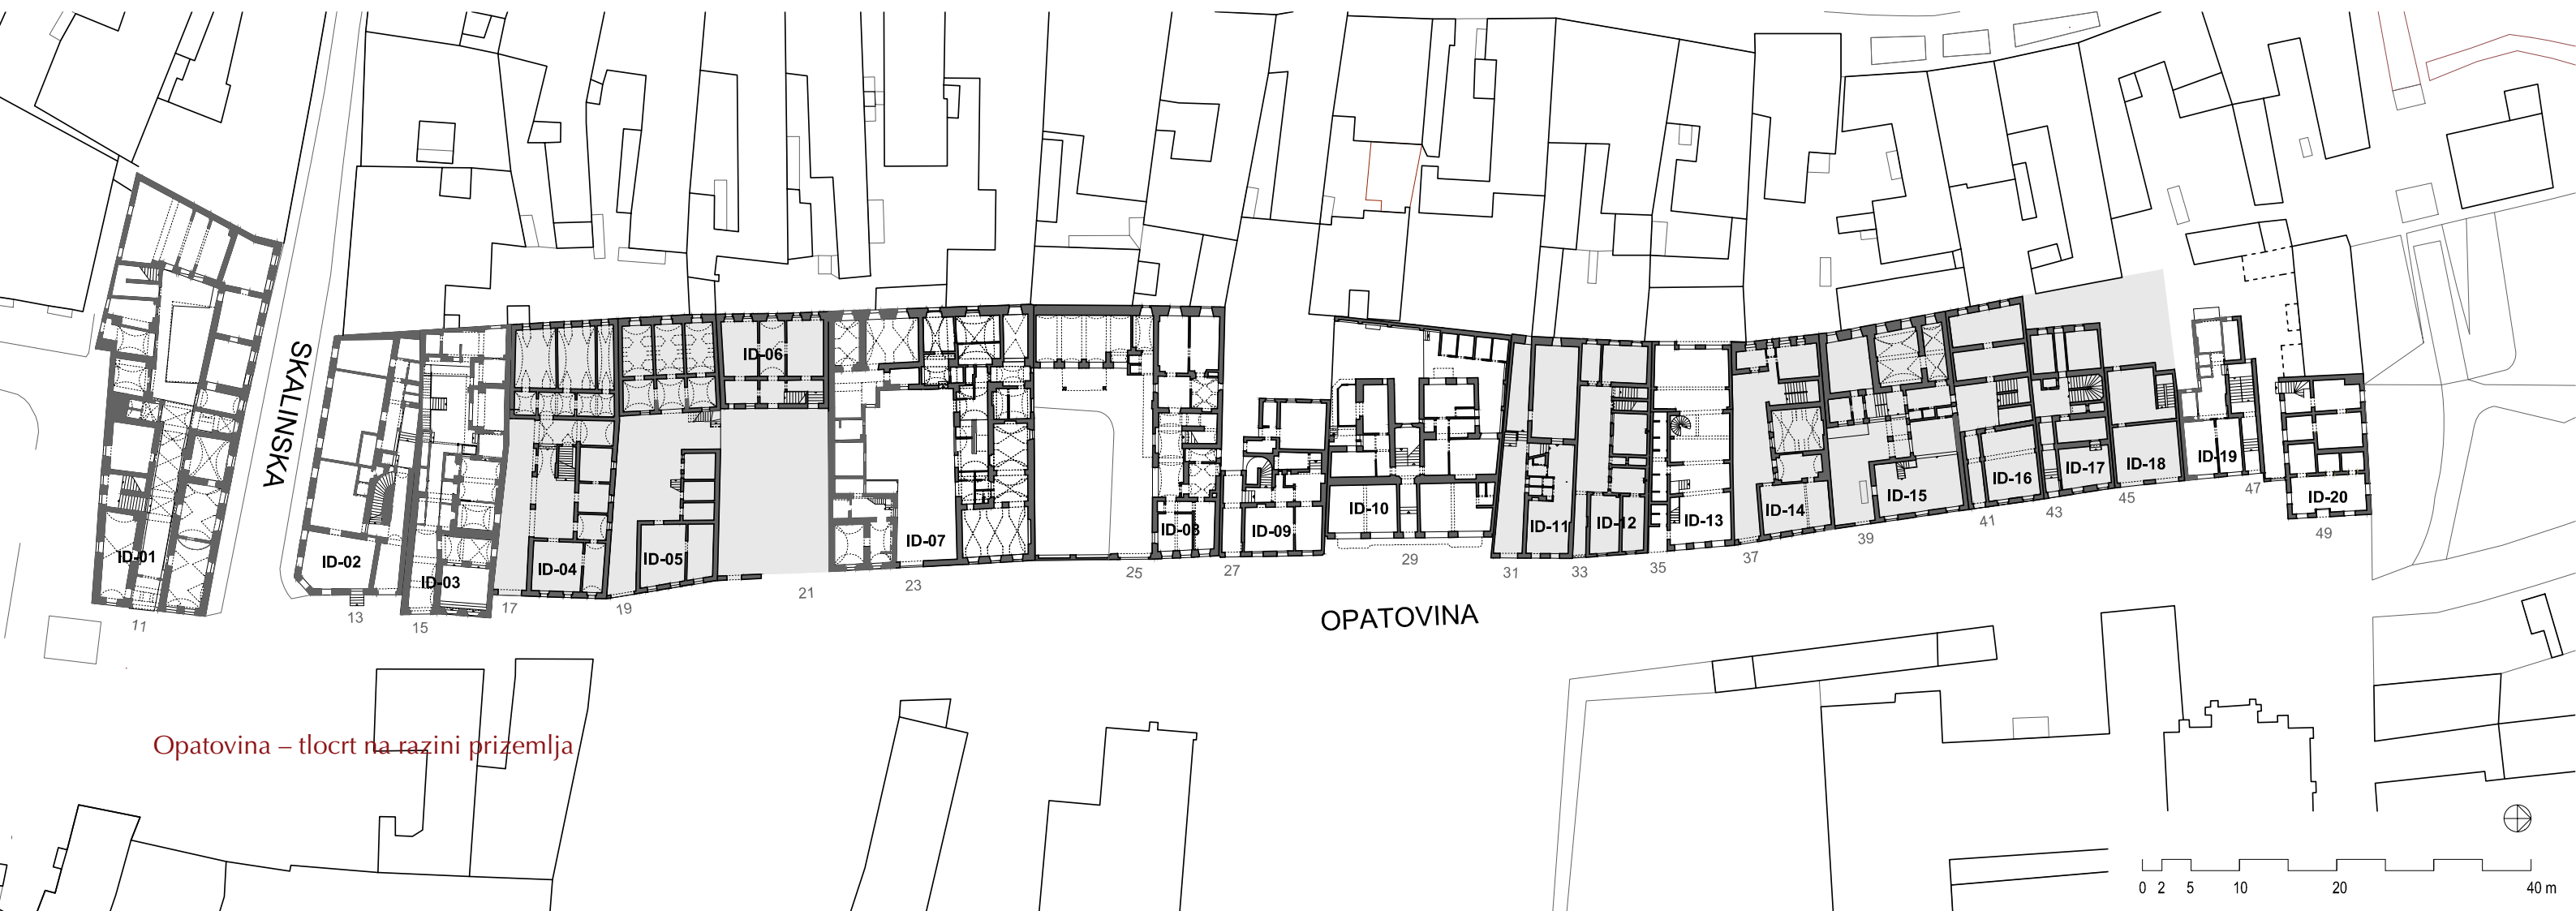 SKALINSKA
ID-01
ID-02
ID-03
ID-04
ID-05
ID-06
ID-07
ID-08
ID-09
ID-10
ID-11
ID-12
ID-13
ID-14
ID-15
ID-16
ID-17
ID-18
ID-19
ID-20
11
13
15
17
19
21
23
25
27
29
31
33
35
37
39
41
43
45
47
49
OPATOVINA
Opatovina – tlocrt na razini prizemlja
0 2 5 10 20 40 m